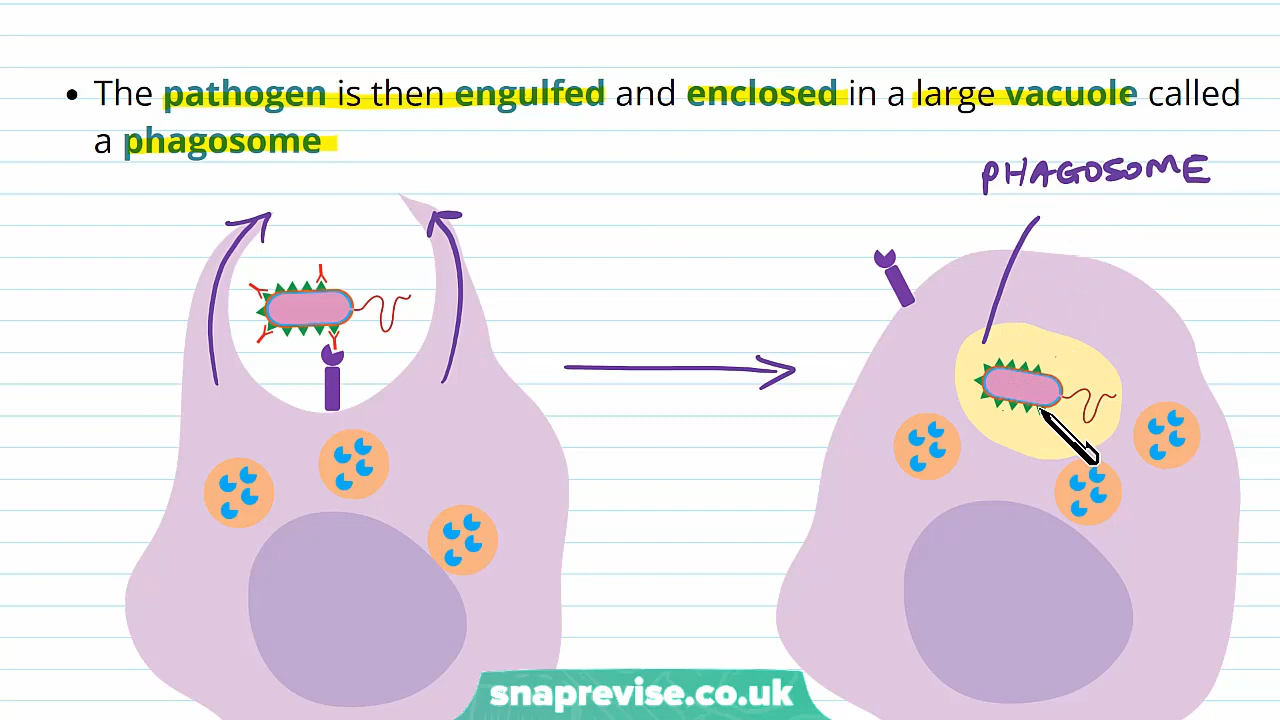 • The pathogen is then engulfed and enclosed in a large vacuole called
a phagosome
PHAGOSOME
snaprevise.co.uk